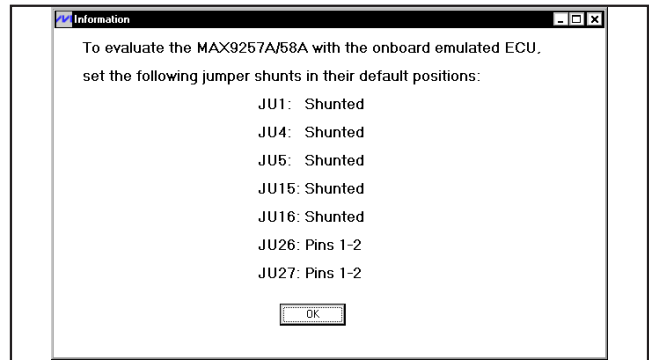 Information
To evaluate the MAX9257A/58A with the onboard emulated ECU,
set the following jumper shunts in their default positions:
JU1: Shunted
JU4: Shunted
JU5: Shunted
JU15: Shunted
JU16: Shunted
JU26: Pins 1-2
JU27: Pins 1-2
OK